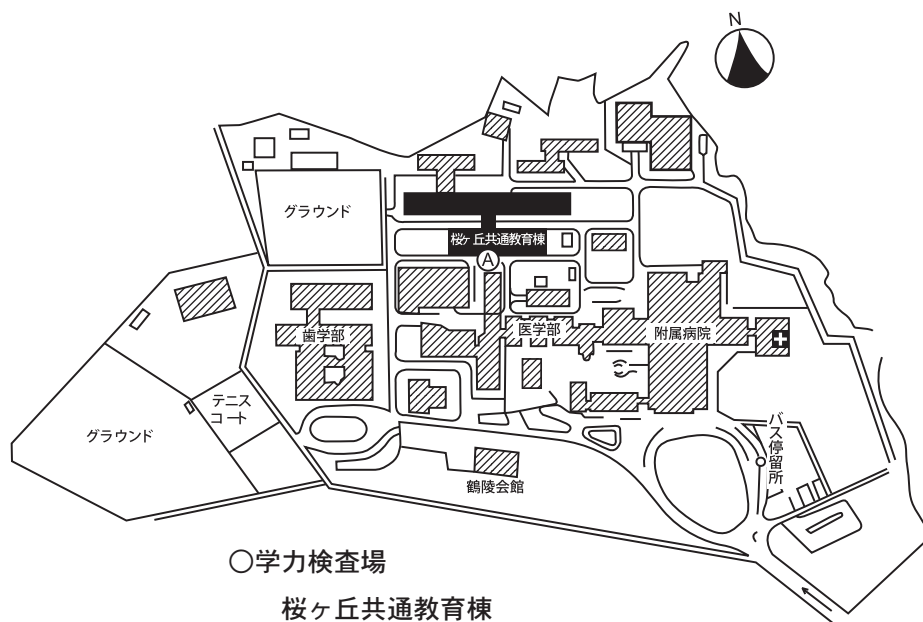 N
グラウンド
桜ヶ丘共通教育棟
A
歯学部
医学部
附属病院
テニス
コート
グラウンド
バス停留所
鶴陵会館
○学力検査場
桜ヶ丘共通教育棟